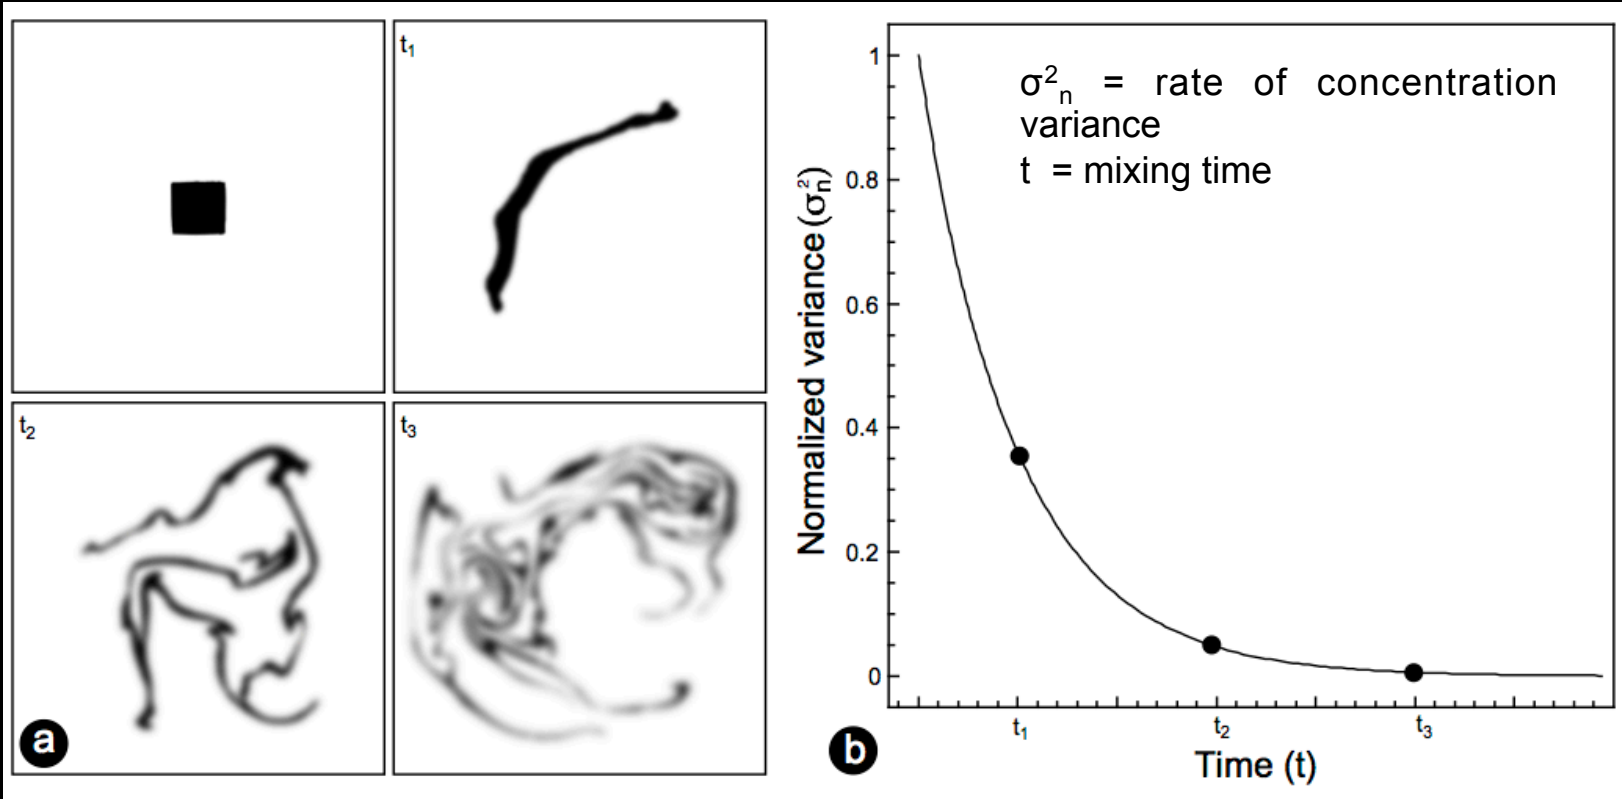 t₁
t₂
t₃
a
σ²ₙ = rate of concentration
variance
t = mixing time
Normalized variance (σ²ₙ)
1
0.8
0.6
0.4
0.2
0
t₁
t₂
t₃
Time (t)
b